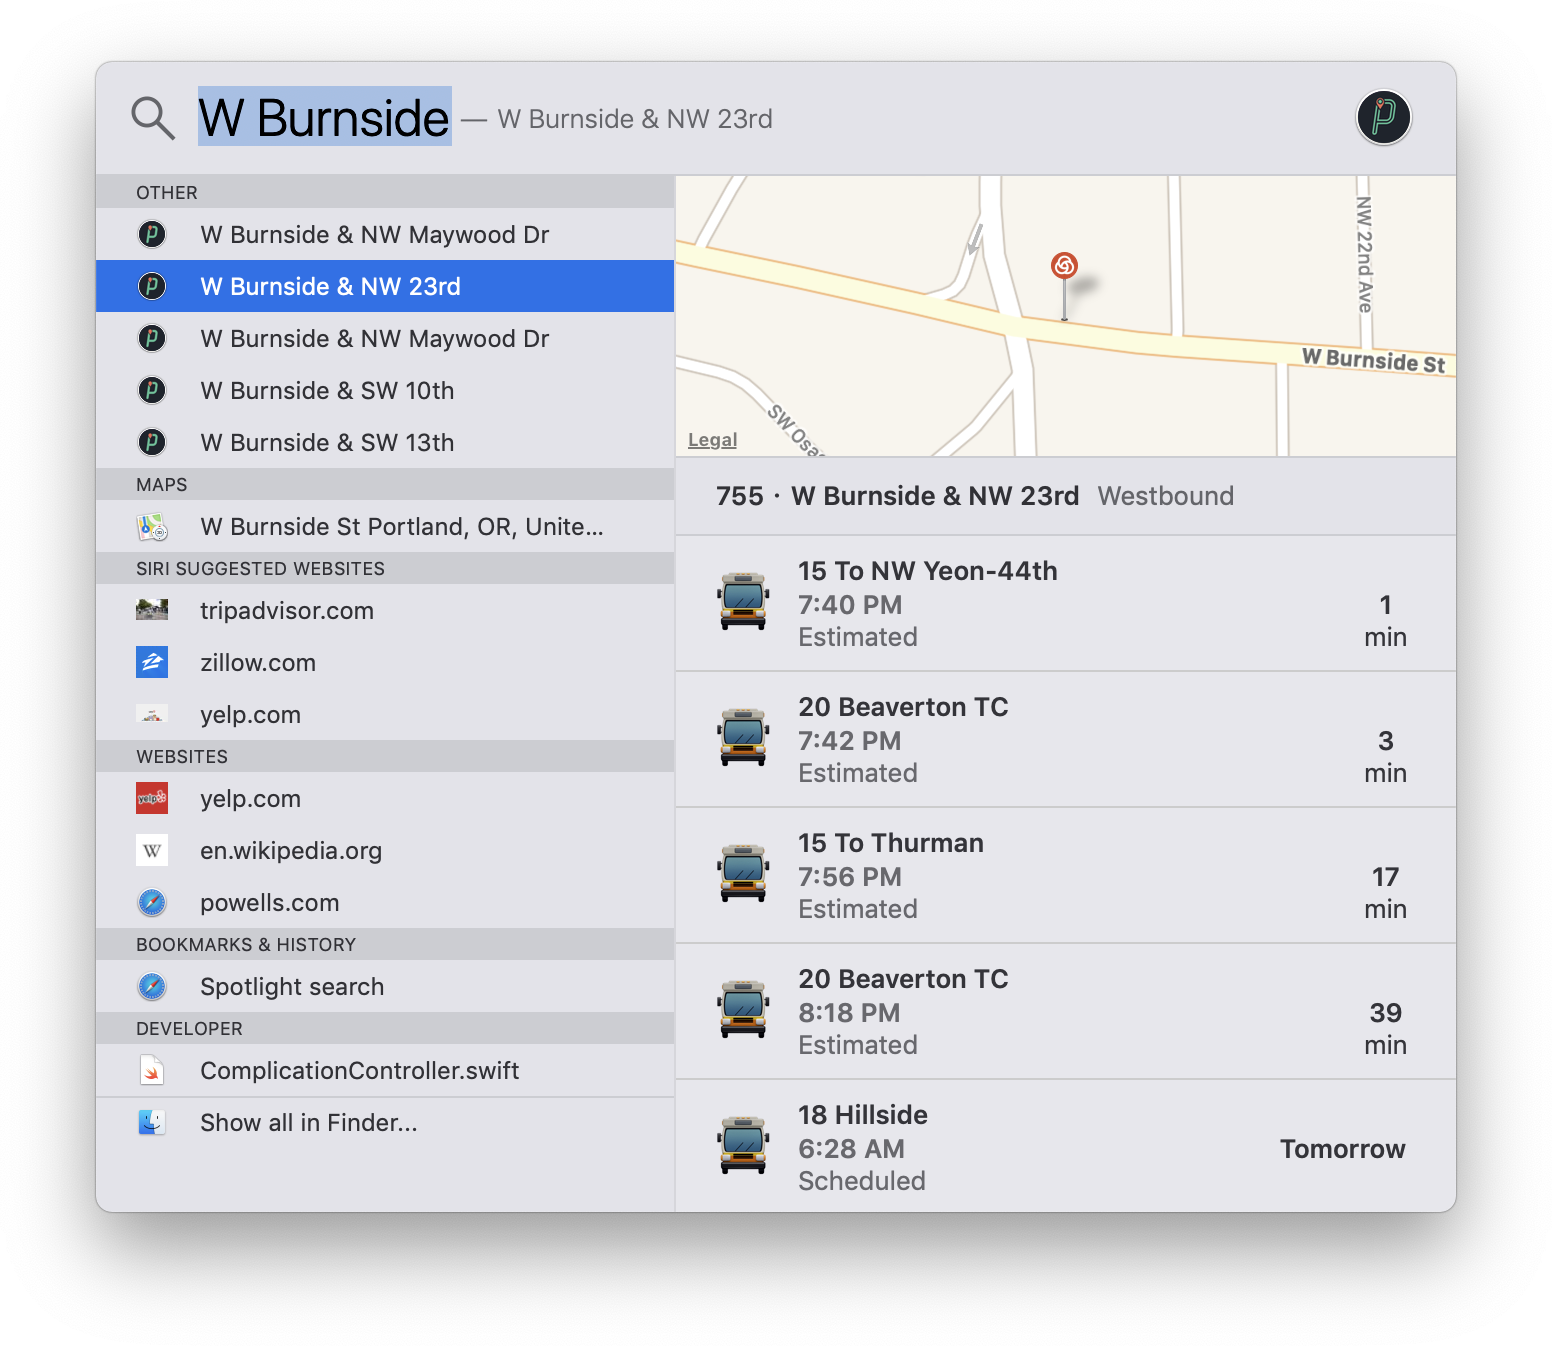 W Burnside — W Burnside & NW 23rd
OTHER
W Burnside & NW Maywood Dr
W Burnside & NW 23rd
W Burnside & NW Maywood Dr
W Burnside & SW 10th
W Burnside & SW 13th
MAPS
W Burnside St Portland, OR, Unite...
SIRI SUGGESTED WEBSITES
tripadvisor.com
zillow.com
yelp.com
WEBSITES
yelp
yelp.com
W
en.wikipedia.org
powells.com
BOOKMARKS & HISTORY
Spotlight search
DEVELOPER
ComplicationController.swift
Show all in Finder...
NW 22nd Ave
W Burnside St
SW Osa
Legal
755 · W Burnside & NW 23rd Westbound
15 To NW Yeon-44th
7:40 PM
1
Estimated
min
20 Beaverton TC
7:42 PM
3
Estimated
min
15 To Thurman
7:56 PM
17
Estimated
min
20 Beaverton TC
8:18 PM
39
Estimated
min
18 Hillside
6:28 AM
Tomorrow
Scheduled